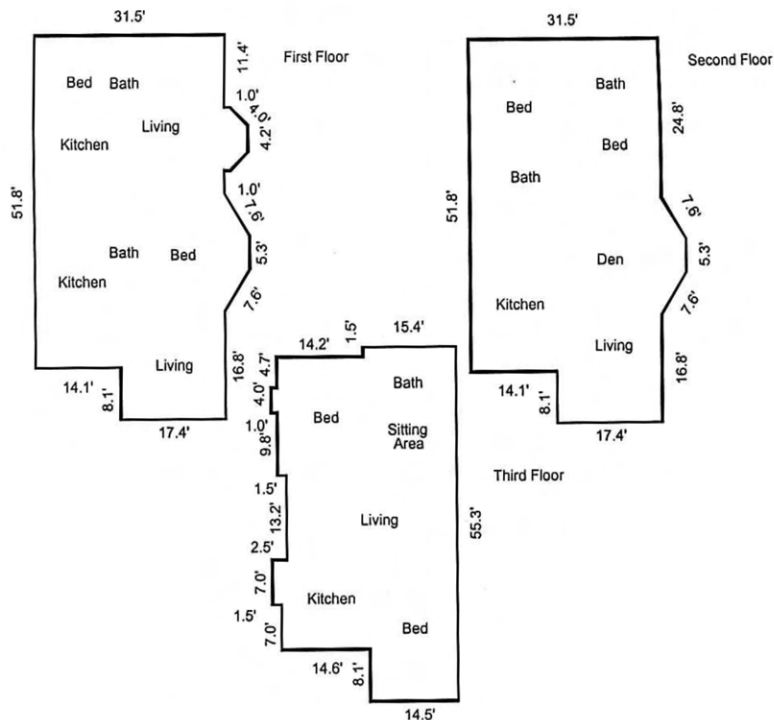 31.5'
First Floor
11.4'
Bed Bath
1.0'
4.0'
4.2'
Living
Kitchen
51.8'
1.0'
7.6'
Bath
Bed
5.3'
Kitchen
7.6'
Living
16.8'
14.1'
8.1'
17.4'
31.5'
Second Floor
Bath
24.8'
Bed
Bed
Bath
51.8'
7.6'
Den
5.3'
Kitchen
7.6'
Living
16.8'
14.1'
8.1'
17.4'
14.2'
1.5'
15.4'
4.7'
Bath
4.0'
Bed
1.0'
Sitting
Area
9.8'
Third Floor
1.5'
13.2'
Living
55.3'
2.5'
7.0'
Kitchen
1.5'
7.0'
Bed
14.6'
8.1'
14.5'